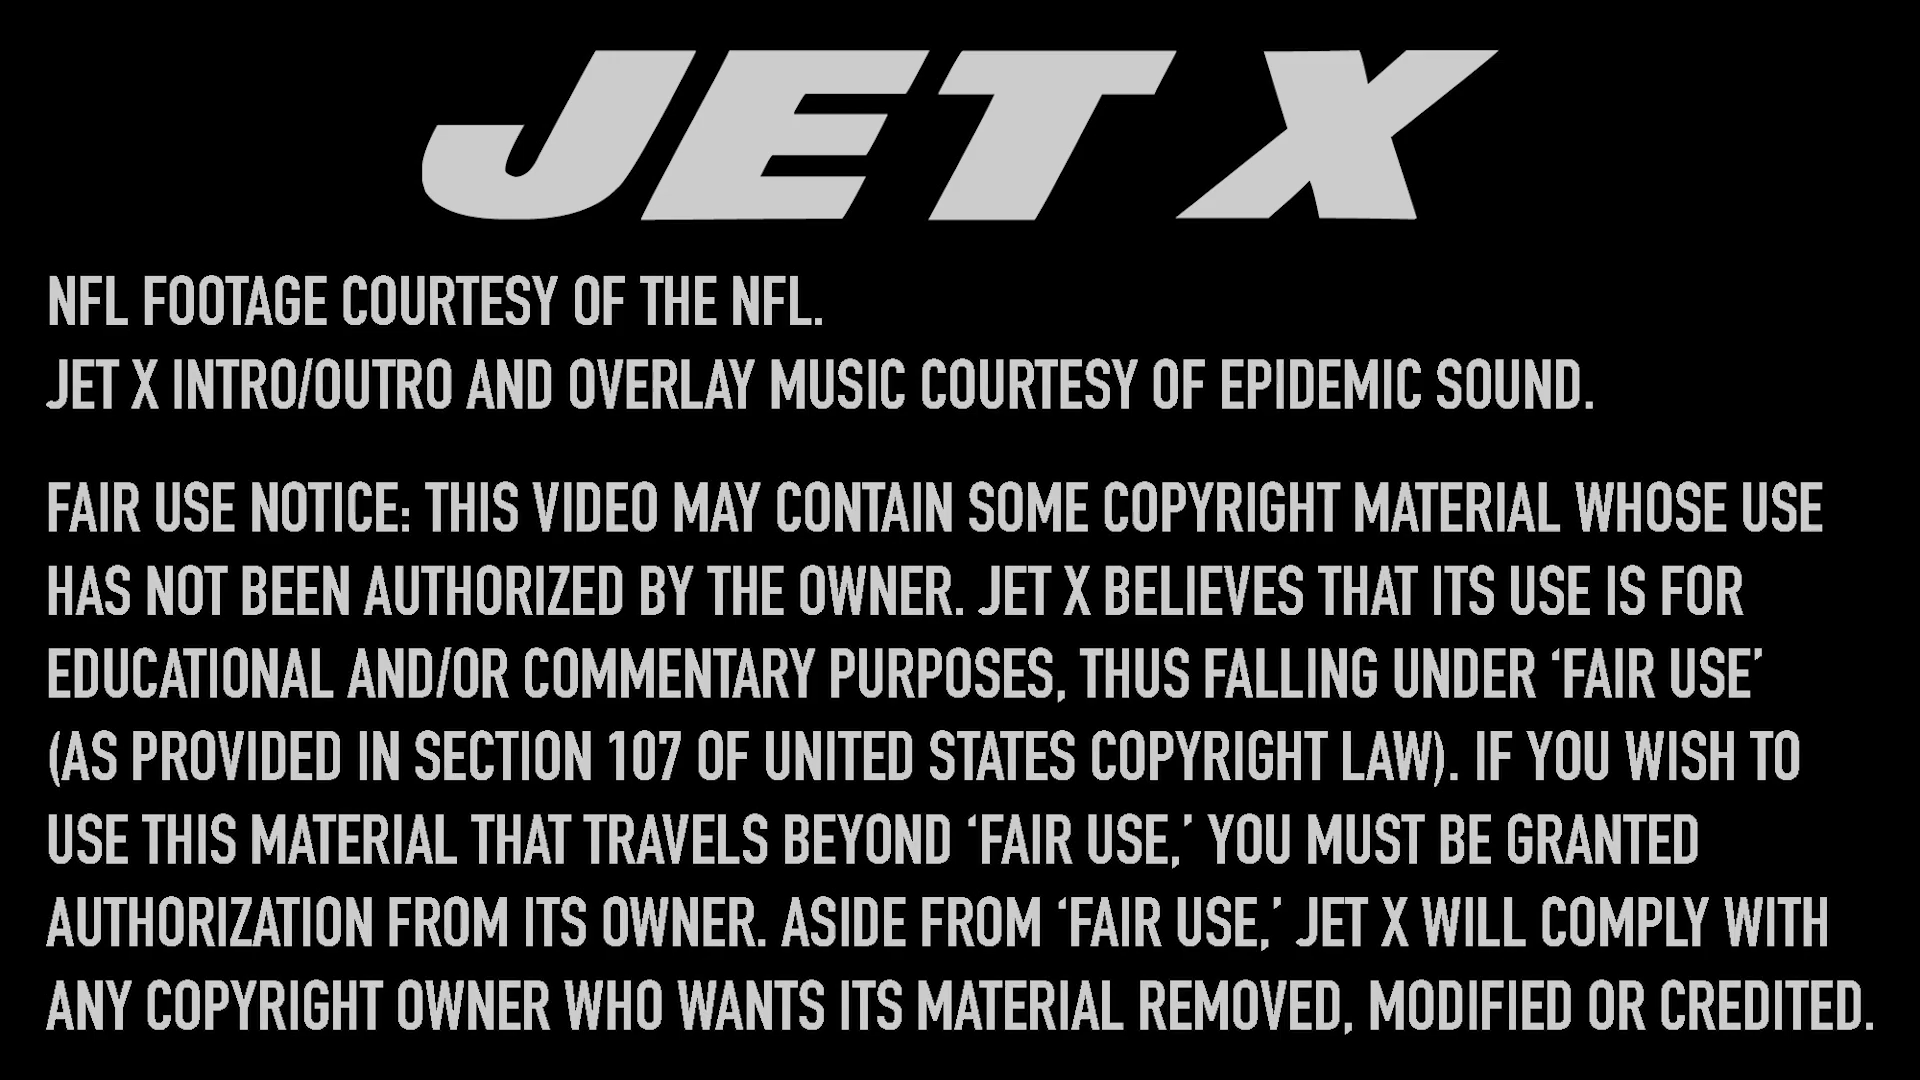 JET X
NFL FOOTAGE COURTESY OF THE NFL.
JET X INTRO/OUTRO AND OVERLAY MUSIC COURTESY OF EPIDEMIC SOUND.
FAIR USE NOTICE: THIS VIDEO MAY CONTAIN SOME COPYRIGHT MATERIAL WHOSE USE
HAS NOT BEEN AUTHORIZED BY THE OWNER. JET X BELIEVES THAT ITS USE IS FOR
EDUCATIONAL AND/OR COMMENTARY PURPOSES, THUS FALLING UNDER ‘FAIR USE’
(AS PROVIDED IN SECTION 107 OF UNITED STATES COPYRIGHT LAW). IF YOU WISH TO
USE THIS MATERIAL THAT TRAVELS BEYOND ‘FAIR USE,’ YOU MUST BE GRANTED
AUTHORIZATION FROM ITS OWNER. ASIDE FROM ‘FAIR USE,’ JET X WILL COMPLY WITH
ANY COPYRIGHT OWNER WHO WANTS ITS MATERIAL REMOVED, MODIFIED OR CREDITED.